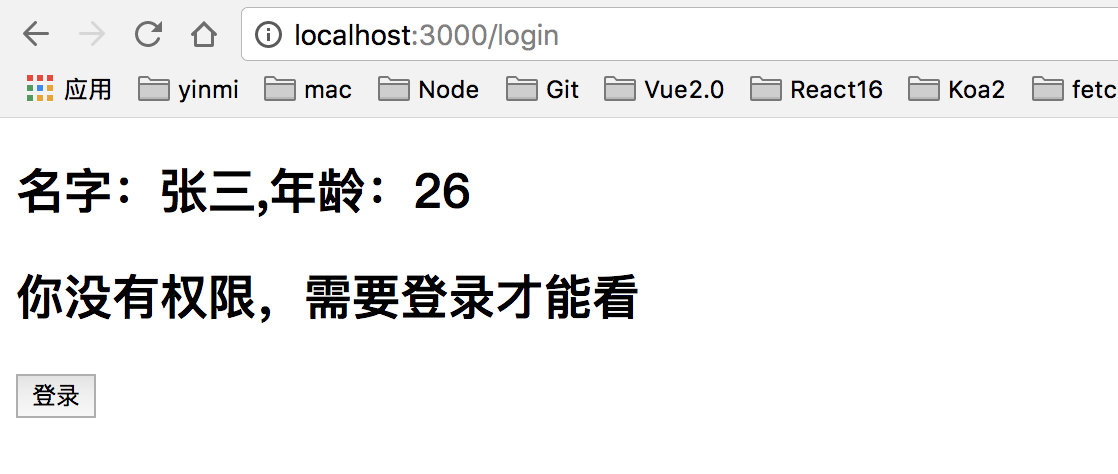 localhost:3000/login
应用 yinmi mac Node Git Vue2.0 React16 Koa2 fetc
名字：张三,年龄：26
你没有权限，需要登录才能看
登录